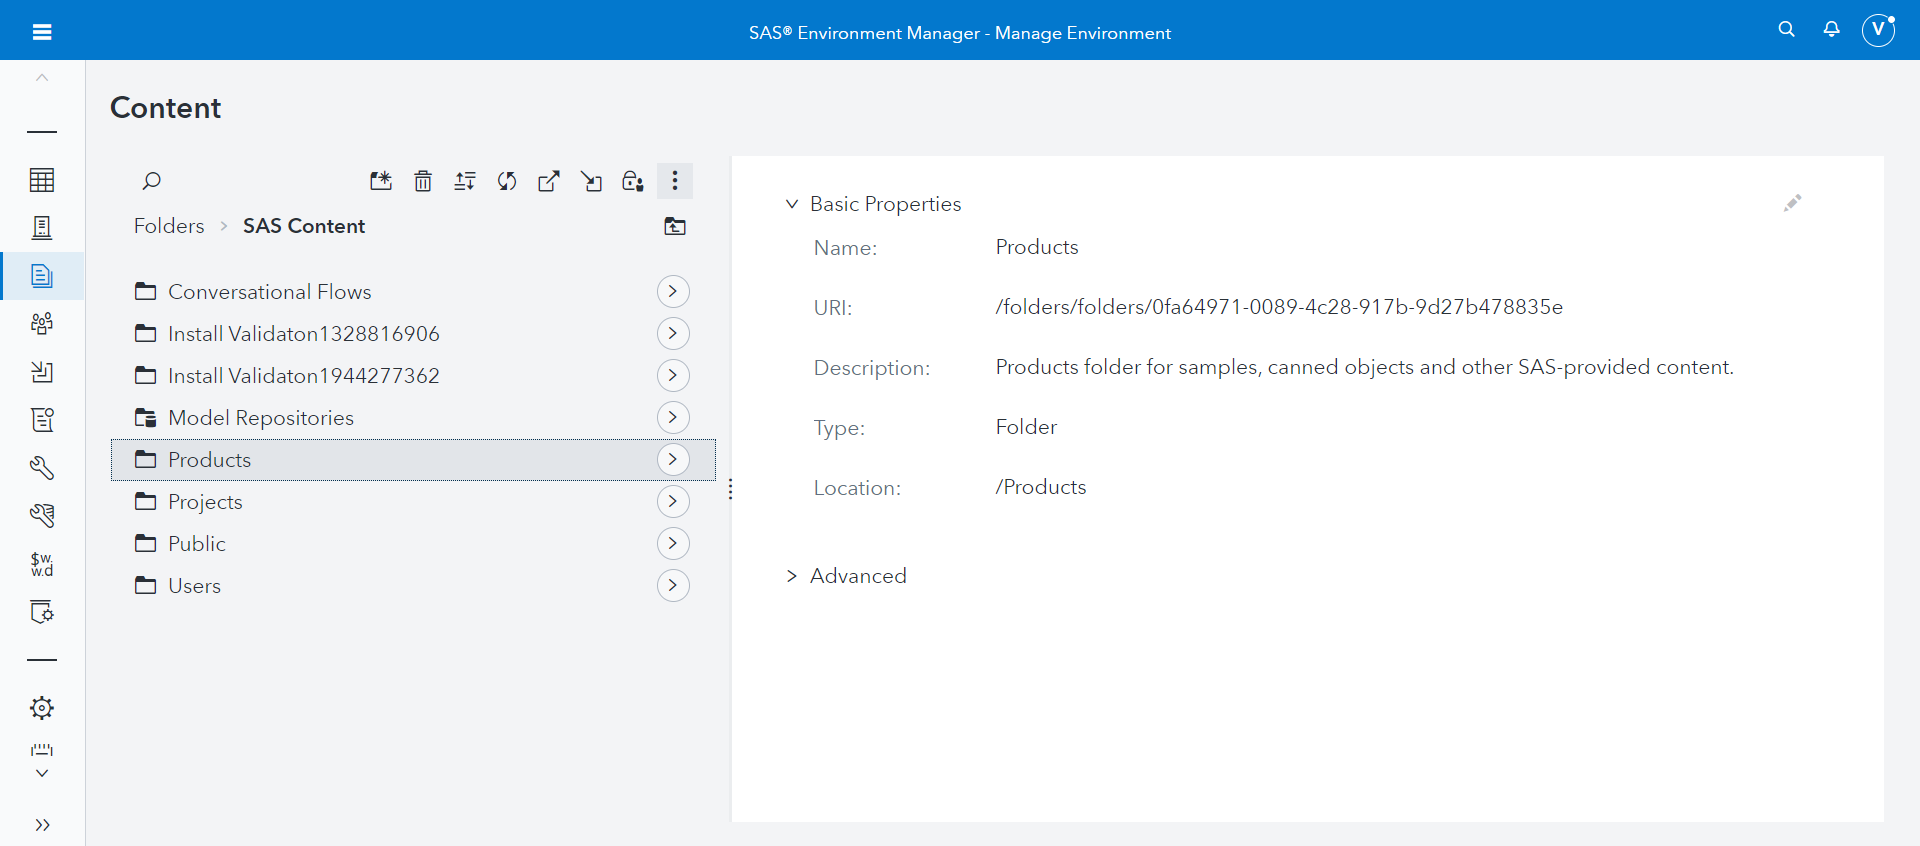 SAS® Environment Manager - Manage Environment
V
Content
Folders > SAS Content
Conversational Flows
Install Validaton1328816906
Install Validaton1944277362
Model Repositories
Products
Projects
Public
Users
$w.
w.d
Basic Properties
Name: Products
URI: /folders/folders/0fa64971-0089-4c28-917b-9d27b478835e
Description: Products folder for samples, canned objects and other SAS-provided content.
Type: Folder
Location: /Products
Advanced